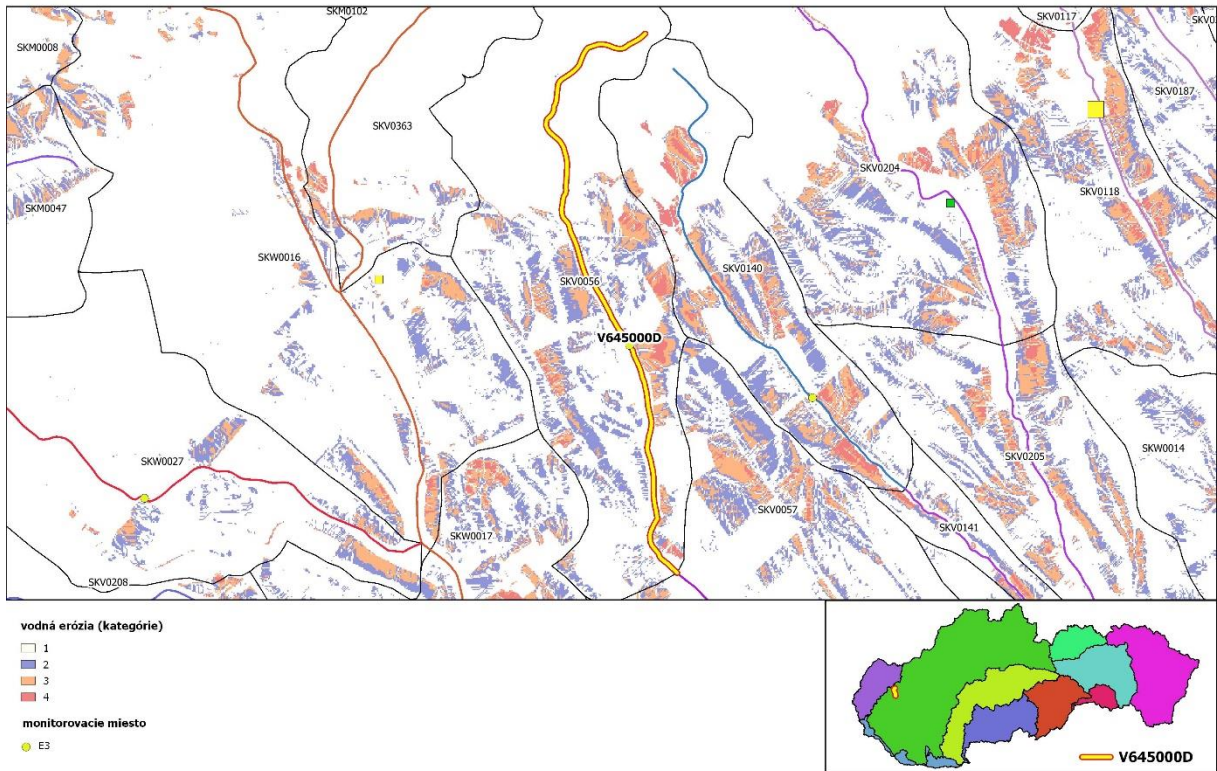 SKM0102
SKV0117
SKV0
SKM0008
SKV0187
SKV0363
SKV0204
SKV0118
SKM0047
SKW0016
SKV0140
SKV0056
V645000D
SKW0027
SKV0205
SKW0014
SKV0057
SKV0141
SKW0017
SKV0208
vodná erózia (kategórie)
1
2
3
4
monitorovacie miesto
E3
V645000D